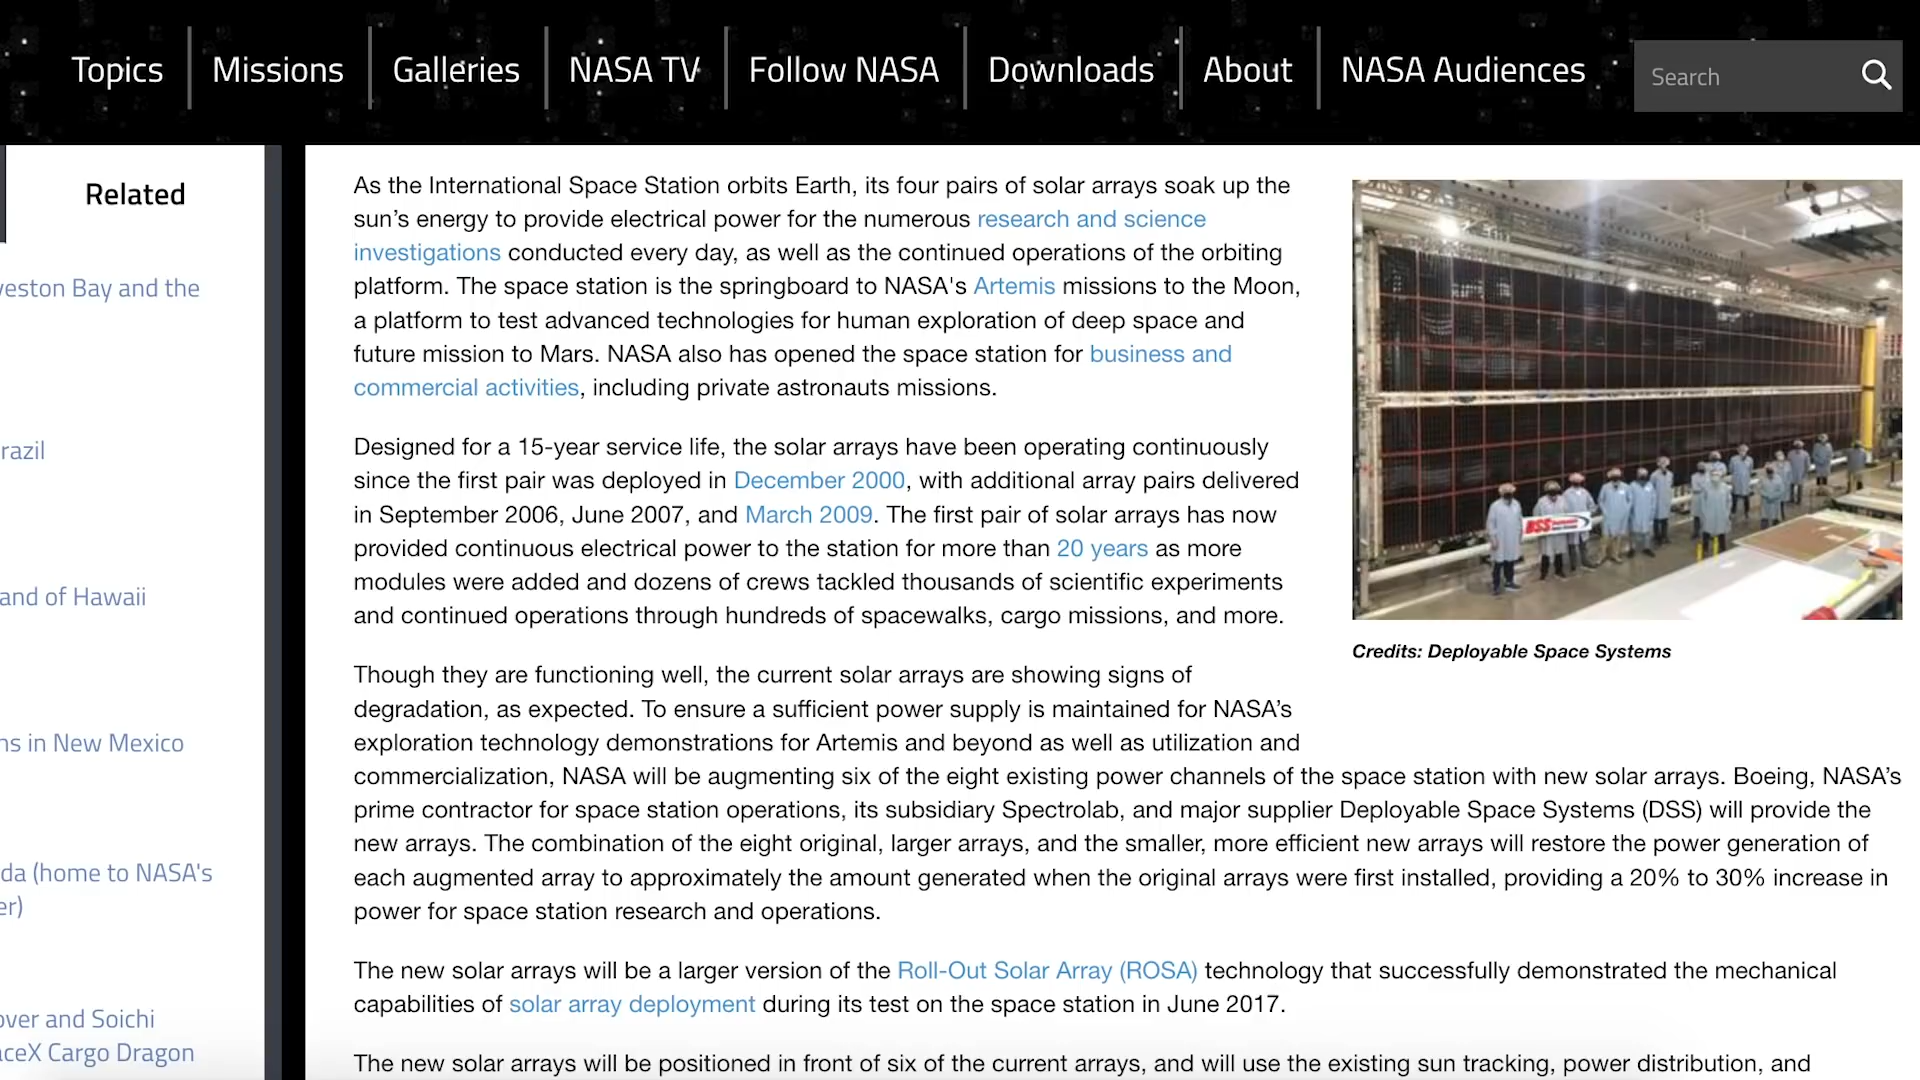 Topics
Missions
Galleries
NASA TV
Follow NASA
Downloads
About
NASA Audiences
Search
Related
veston Bay and the
razil
and of Hawaii
ns in New Mexico
da (home to NASA's
er)
over and Soichi
aceX Cargo Dragon
As the International Space Station orbits Earth, its four pairs of solar arrays soak up the
sun’s energy to provide electrical power for the numerous research and science
investigations conducted every day, as well as the continued operations of the orbiting
platform. The space station is the springboard to NASA's Artemis missions to the Moon,
a platform to test advanced technologies for human exploration of deep space and
future mission to Mars. NASA also has opened the space station for business and
commercial activities, including private astronauts missions.
Designed for a 15-year service life, the solar arrays have been operating continuously
since the first pair was deployed in December 2000, with additional array pairs delivered
in September 2006, June 2007, and March 2009. The first pair of solar arrays has now
provided continuous electrical power to the station for more than 20 years as more
modules were added and dozens of crews tackled thousands of scientific experiments
and continued operations through hundreds of spacewalks, cargo missions, and more.
DSS
Credits: Deployable Space Systems
Though they are functioning well, the current solar arrays are showing signs of
degradation, as expected. To ensure a sufficient power supply is maintained for NASA’s
exploration technology demonstrations for Artemis and beyond as well as utilization and
commercialization, NASA will be augmenting six of the eight existing power channels of the space station with new solar arrays. Boeing, NASA’s
prime contractor for space station operations, its subsidiary Spectrolab, and major supplier Deployable Space Systems (DSS) will provide the
new arrays. The combination of the eight original, larger arrays, and the smaller, more efficient new arrays will restore the power generation of
each augmented array to approximately the amount generated when the original arrays were first installed, providing a 20% to 30% increase in
power for space station research and operations.
The new solar arrays will be a larger version of the Roll-Out Solar Array (ROSA) technology that successfully demonstrated the mechanical
capabilities of solar array deployment during its test on the space station in June 2017.
The new solar arrays will be positioned in front of six of the current arrays, and will use the existing sun tracking, power distribution, and